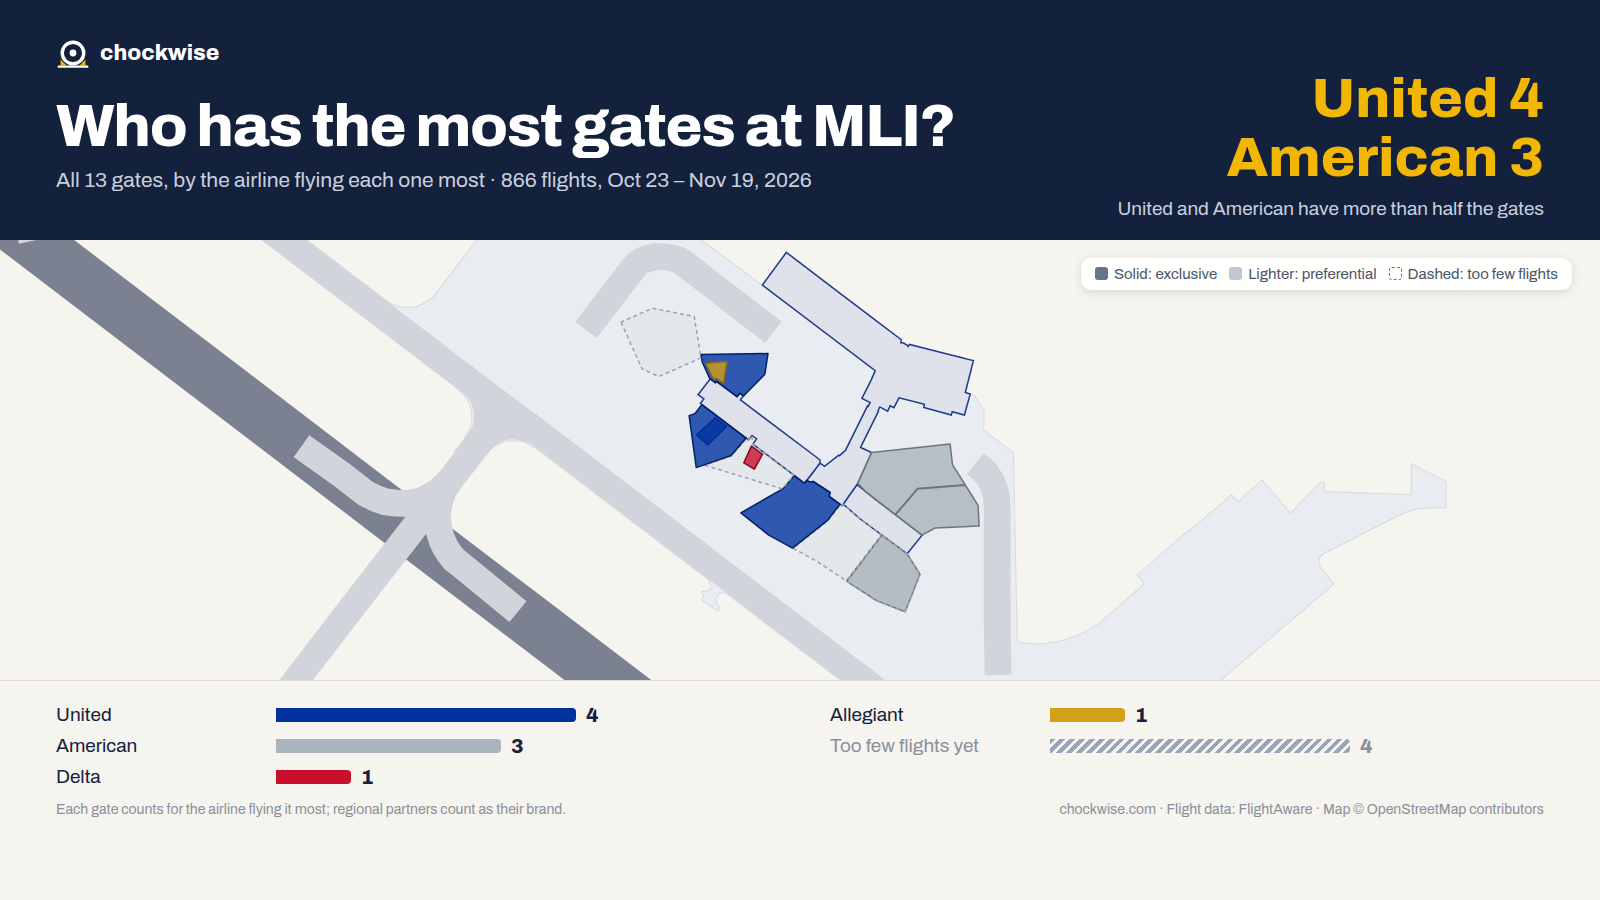 chockwise
Who has the most gates at MLI?
All 13 gates, by the airline flying each one most · 866 flights, Oct 23 – Nov 19, 2026
United 4
American 3
United and American have more than half the gates
Solid: exclusive Lighter: preferential Dashed: too few flights
United 4
American 3
Delta 1
Allegiant 1
Too few flights yet 4
Each gate counts for the airline flying it most; regional partners count as their brand.
chockwise.com · Flight data: FlightAware · Map © OpenStreetMap contributors